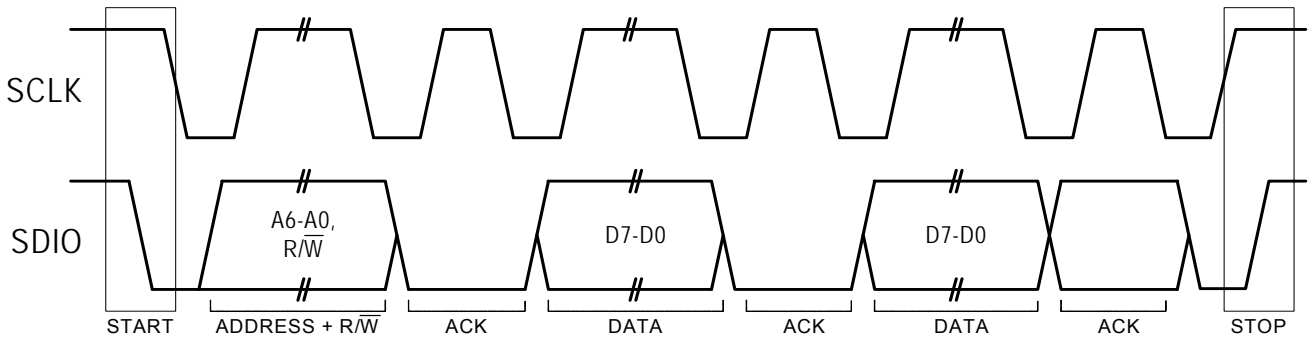 SCLK
SDIO
A6-A0,
R/W̅
D7-D0
D7-D0
START
ADDRESS + R/W̅
ACK
DATA
ACK
DATA
ACK
STOP